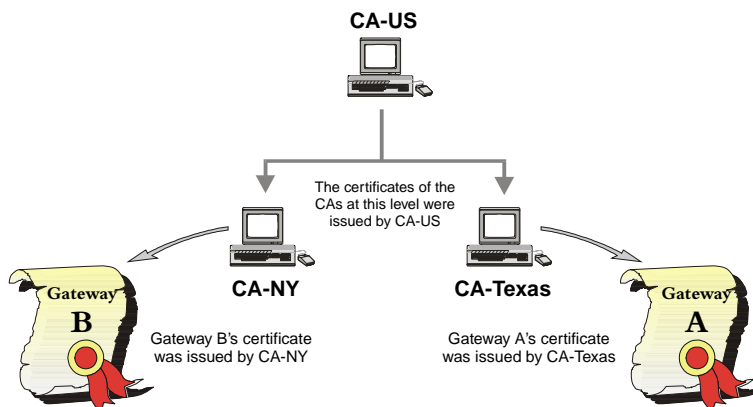 CA-US
The certificates of the
CAs at this level were
issued by CA-US
CA-NY
CA-Texas
Gateway
B
Gateway
A
Gateway B's certificate
was issued by CA-NY
Gateway A's certificate
was issued by CA-Texas